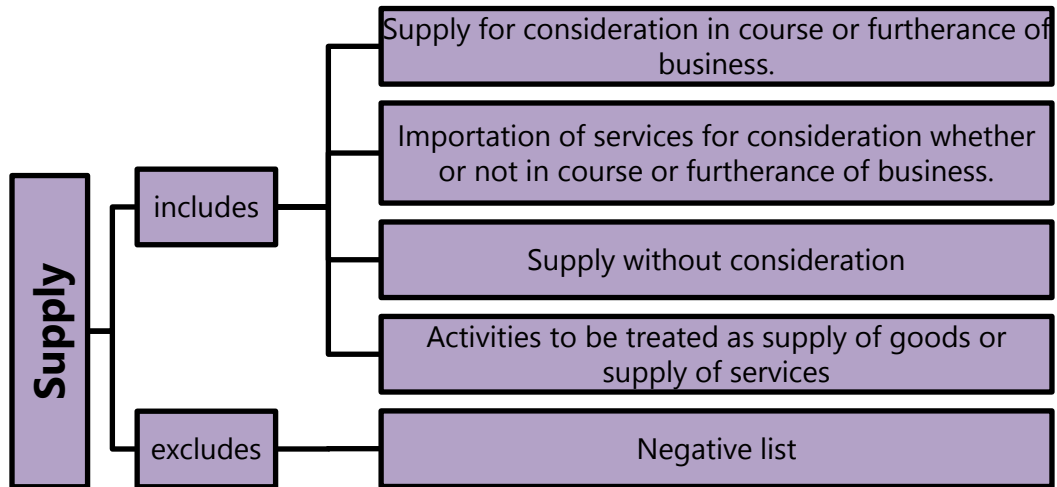 Supply
includes
Supply for consideration in course or furtherance of
business.
Importation of services for consideration whether
or not in course or furtherance of business.
Supply without consideration
Activities to be treated as supply of goods or
supply of services
excludes
Negative list